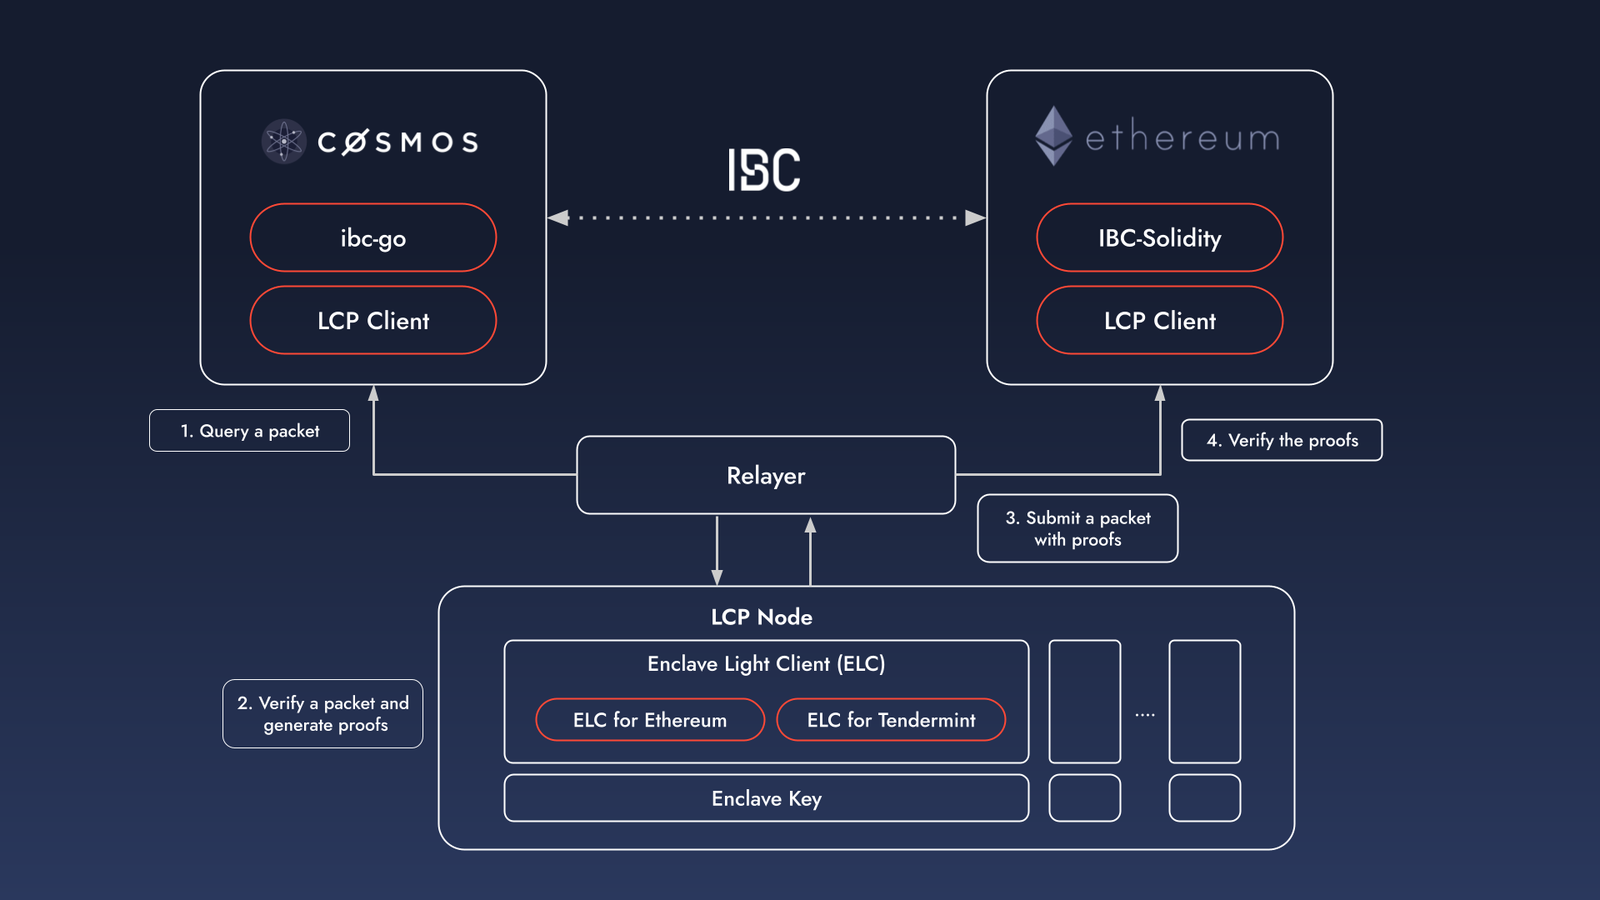 CØSMOS
ibc-go
LCP Client
IBC
ethereum
IBC-Solidity
LCP Client
1. Query a packet
Relayer
4. Verify the proofs
3. Submit a packet
with proofs
LCP Node
Enclave Light Client (ELC)
ELC for Ethereum
ELC for Tendermint
....
2. Verify a packet and
generate proofs
Enclave Key